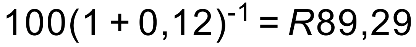 100(1 + 0,12)⁻¹ = R89,29